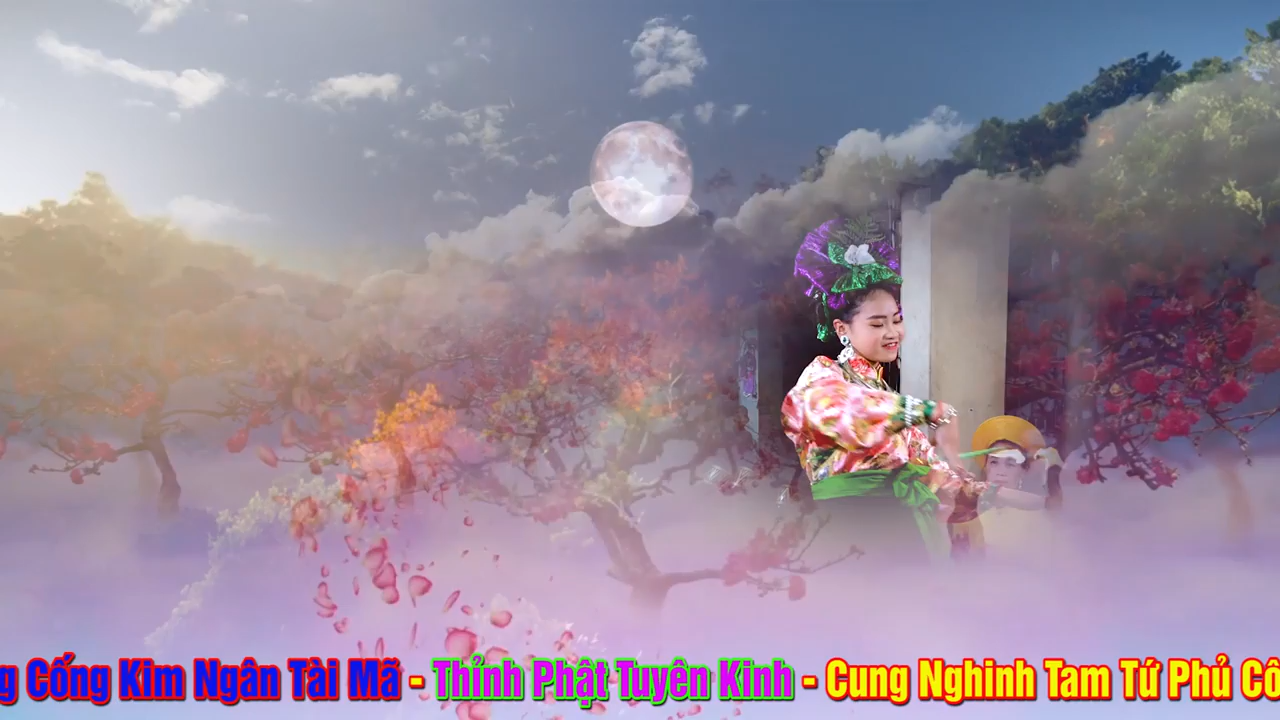 Cống Kim Ngân Tài Mã - Thỉnh Phật Tuyên Kinh - Cung Nghinh Tam Tứ Phủ